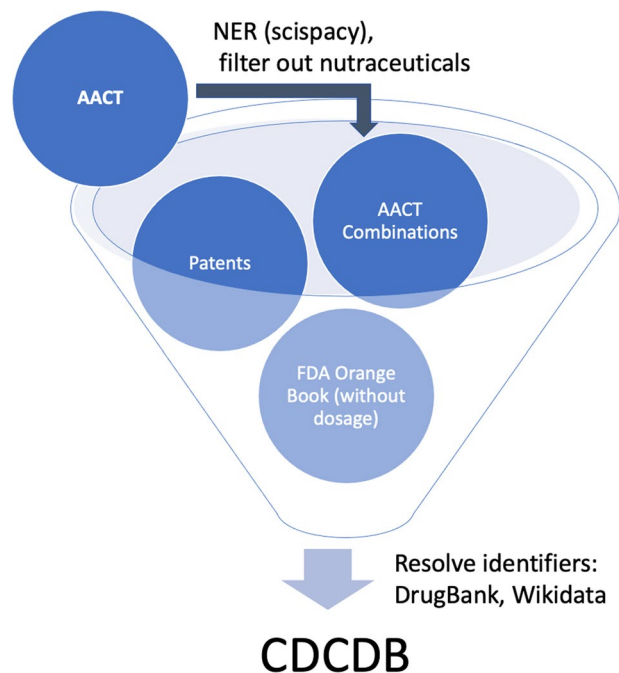 NER (scispacy),
filter out nutraceuticals
AACT
AACT
Combinations
Patents
FDA Orange
Book (without
dosage)
Resolve identifiers:
DrugBank, Wikidata
CDCDB